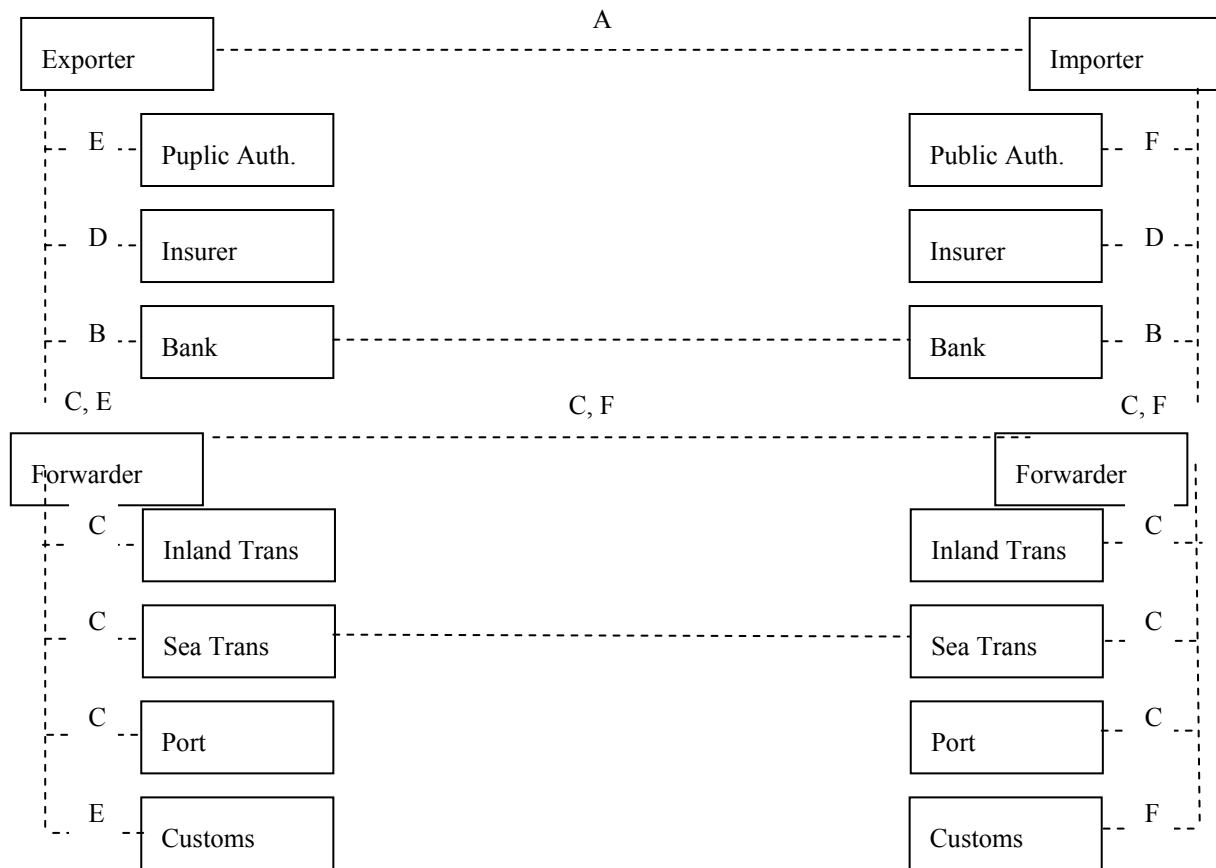 A
Exporter
Importer
E
Puplic Auth.
Public Auth.
F
D
Insurer
Insurer
D
B
Bank
Bank
B
C, E
C, F
C, F
Forwarder
Forwarder
C
Inland Trans
Inland Trans
C
C
Sea Trans
Sea Trans
C
C
Port
Port
C
E
Customs
Customs
F